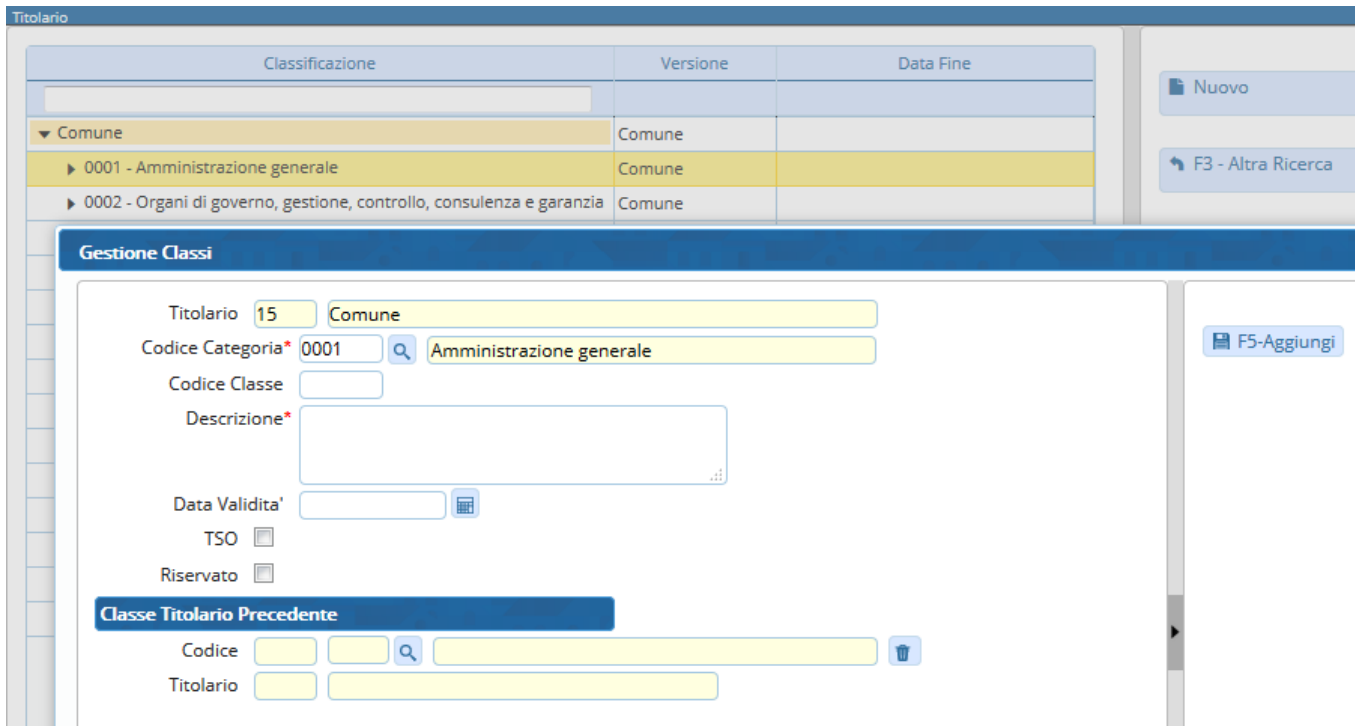 Titolario
Classificazione Versione Data Fine
Nuovo
Comune Comune
0001 - Amministrazione generale Comune
F3 - Altra Ricerca
0002 - Organi di governo, gestione, controllo, consulenza e garanzia Comune
Gestione Classi
Titolario 15 Comune
Codice Categoria* 0001 Amministrazione generale
F5-Aggiungi
Codice Classe
Descrizione*
Data Validita'
TSO
Riservato
Classe Titolario Precedente
Codice
Titolario